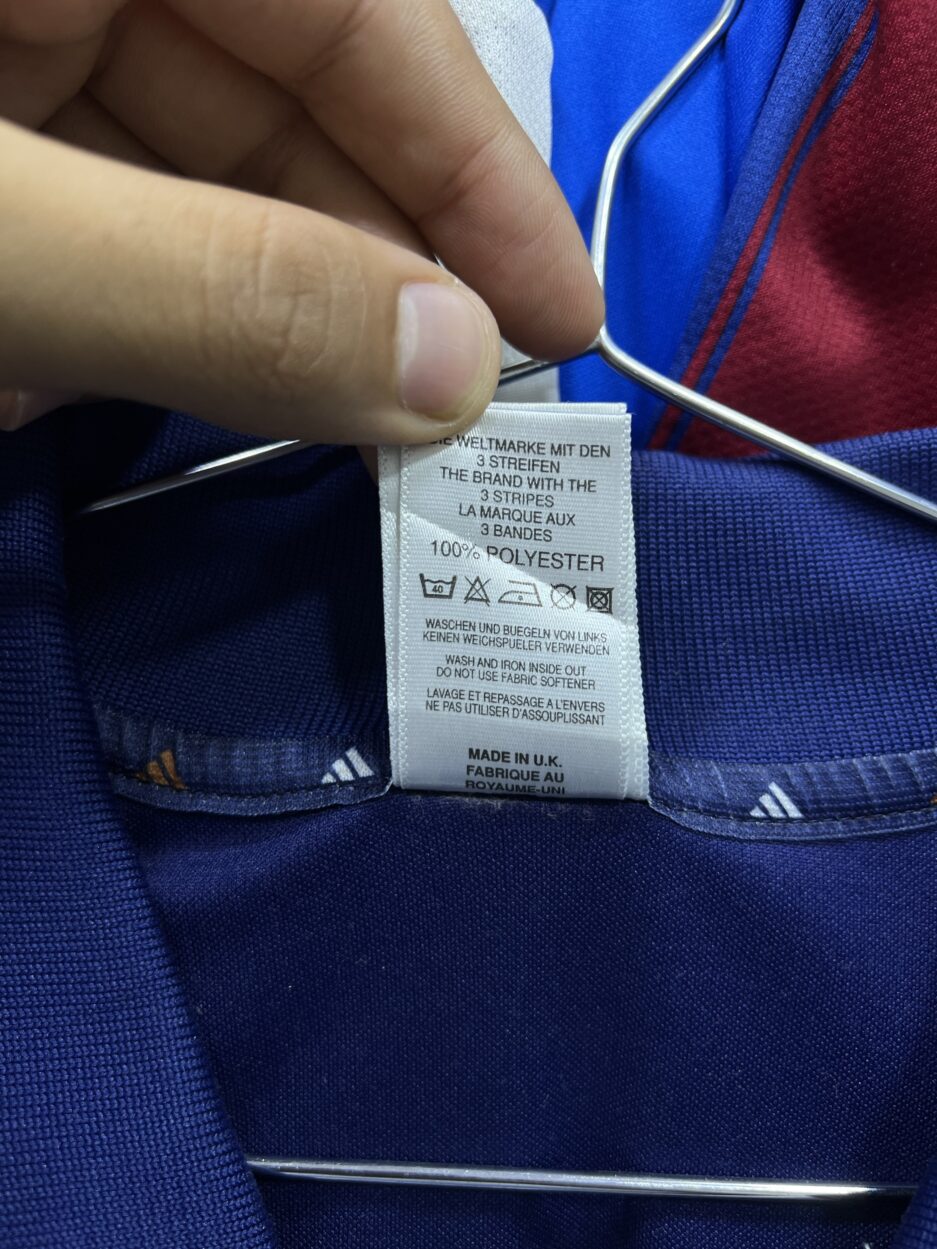 DIE WELTMARKE MIT DEN
3 STREIFEN
THE BRAND WITH THE
3 STRIPES
LA MARQUE AUX
3 BANDES
100% POLYESTER
40
WASCHEN UND BUEGELN VON LINKS
KEINEN WEICHSPUELER VERWENDEN
WASH AND IRON INSIDE OUT
DO NOT USE FABRIC SOFTENER
LAVAGE ET REPASSAGE A L'ENVERS
NE PAS UTILISER D'ASSOUPLISSANT
MADE IN U.K.
FABRIQUE AU
ROYAUME-UNI